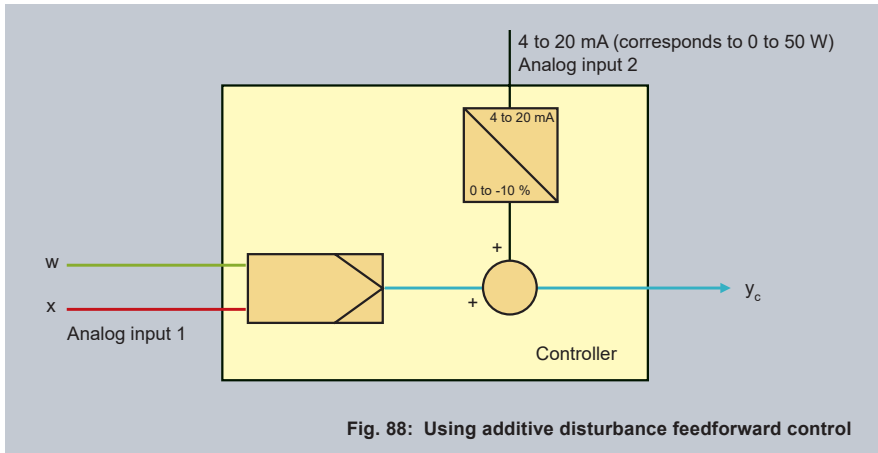 4 to 20 mA (corresponds to 0 to 50 W)
Analog input 2
4 to 20 mA
0 to -10 %
+
w
+
x
y_c
Analog input 1
Controller
Fig. 88: Using additive disturbance feedforward control